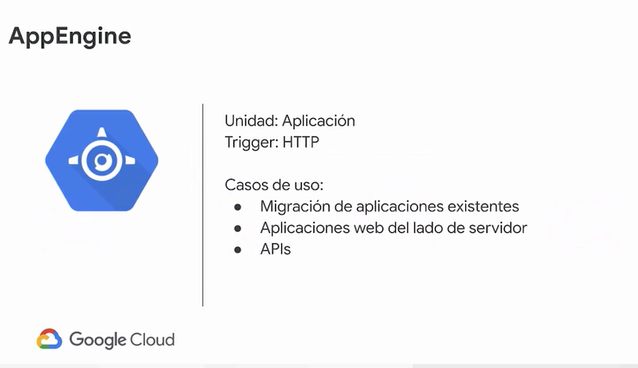 AppEngine
Unidad: Aplicación
Trigger: HTTP
Casos de uso:
● Migración de aplicaciones existentes
● Aplicaciones web del lado de servidor
● APIs
Google Cloud